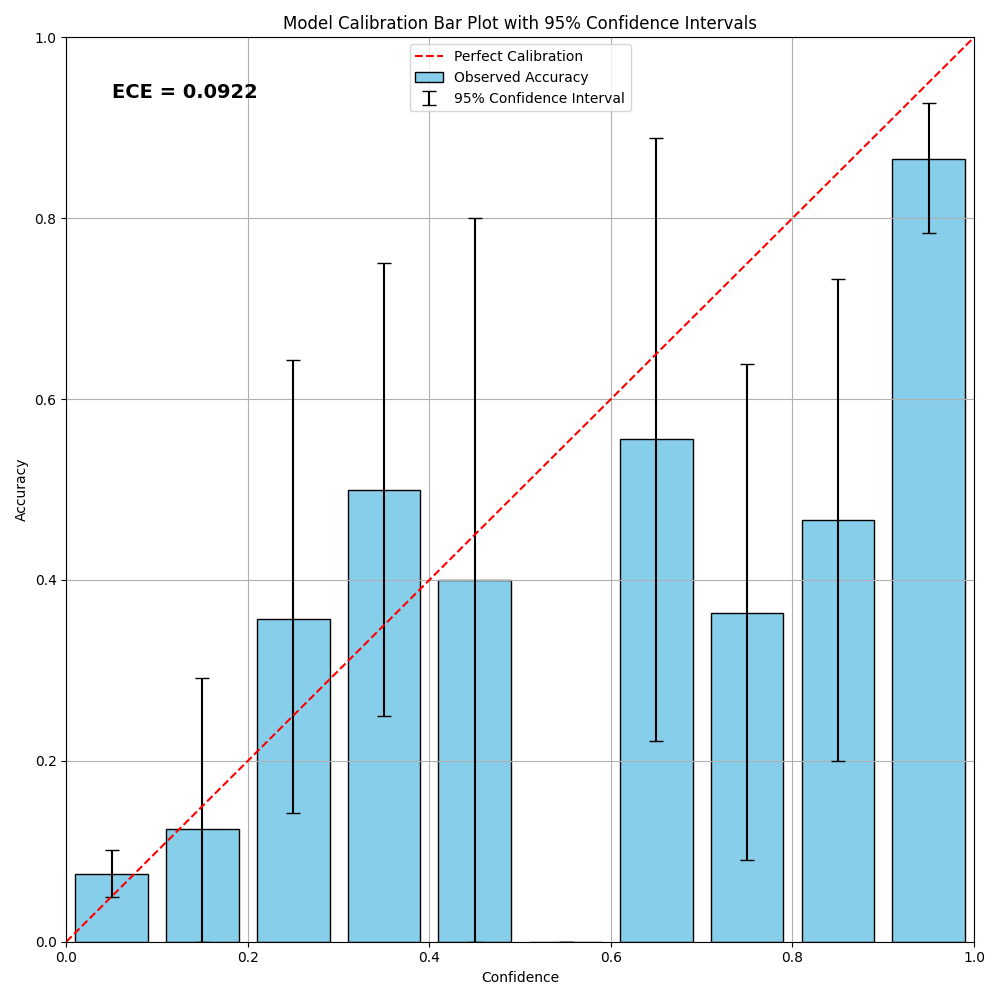 Model Calibration Bar Plot with 95% Confidence Intervals
ECE = 0.0922
Perfect Calibration
Observed Accuracy
95% Confidence Interval
Accuracy
1.0
0.8
0.6
0.4
0.2
0.0
0.0 0.2 0.4 0.6 0.8 1.0
Confidence